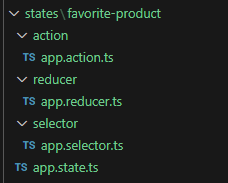 states\favorite-product
action
TS app.action.ts
reducer
TS app.reducer.ts
selector
TS app.selector.ts
TS app.state.ts